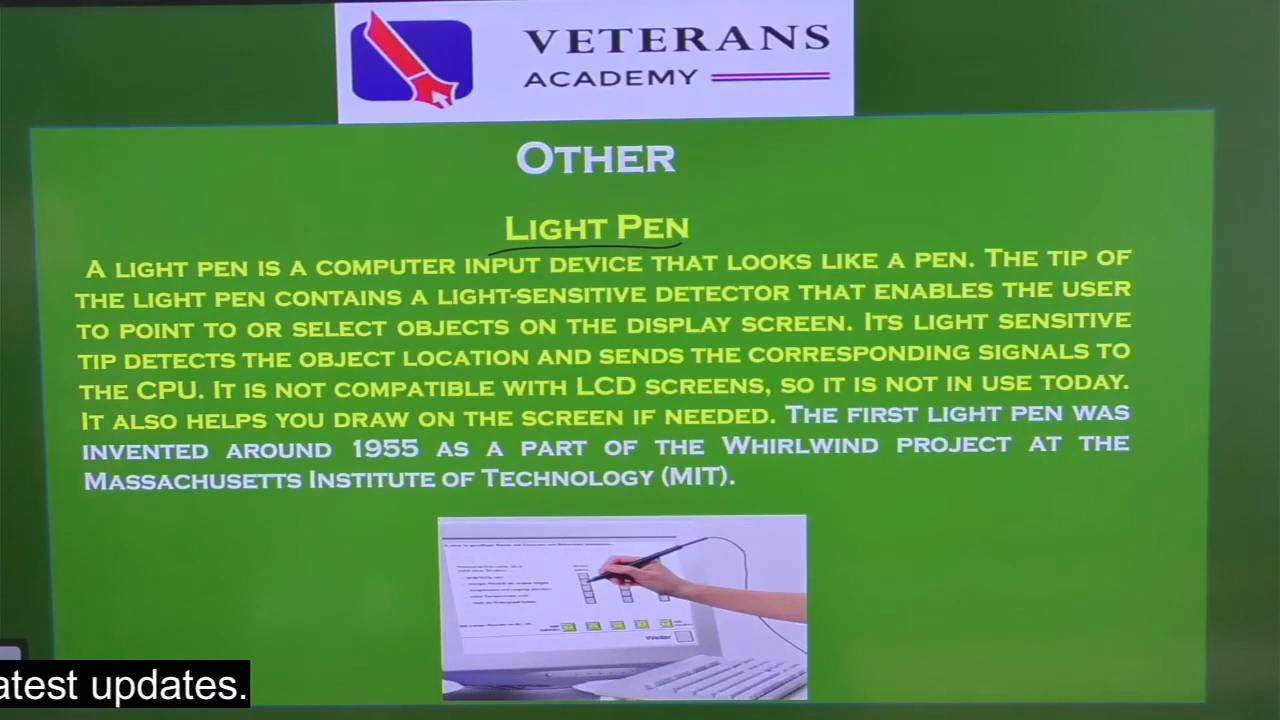 VETERANS
ACADEMY
OTHER
LIGHT PEN
A LIGHT PEN IS A COMPUTER INPUT DEVICE THAT LOOKS LIKE A PEN. THE TIP OF
THE LIGHT PEN CONTAINS A LIGHT-SENSITIVE DETECTOR THAT ENABLES THE USER
TO POINT TO OR SELECT OBJECTS ON THE DISPLAY SCREEN. ITS LIGHT SENSITIVE
TIP DETECTS THE OBJECT LOCATION AND SENDS THE CORRESPONDING SIGNALS TO
THE CPU. IT IS NOT COMPATIBLE WITH LCD SCREENS, SO IT IS NOT IN USE TODAY.
IT ALSO HELPS YOU DRAW ON THE SCREEN IF NEEDED. THE FIRST LIGHT PEN WAS
INVENTED AROUND 1955 AS A PART OF THE WHIRLWIND PROJECT AT THE
MASSACHUSETTS INSTITUTE OF TECHNOLOGY (MIT).
Weiter
atest updates.